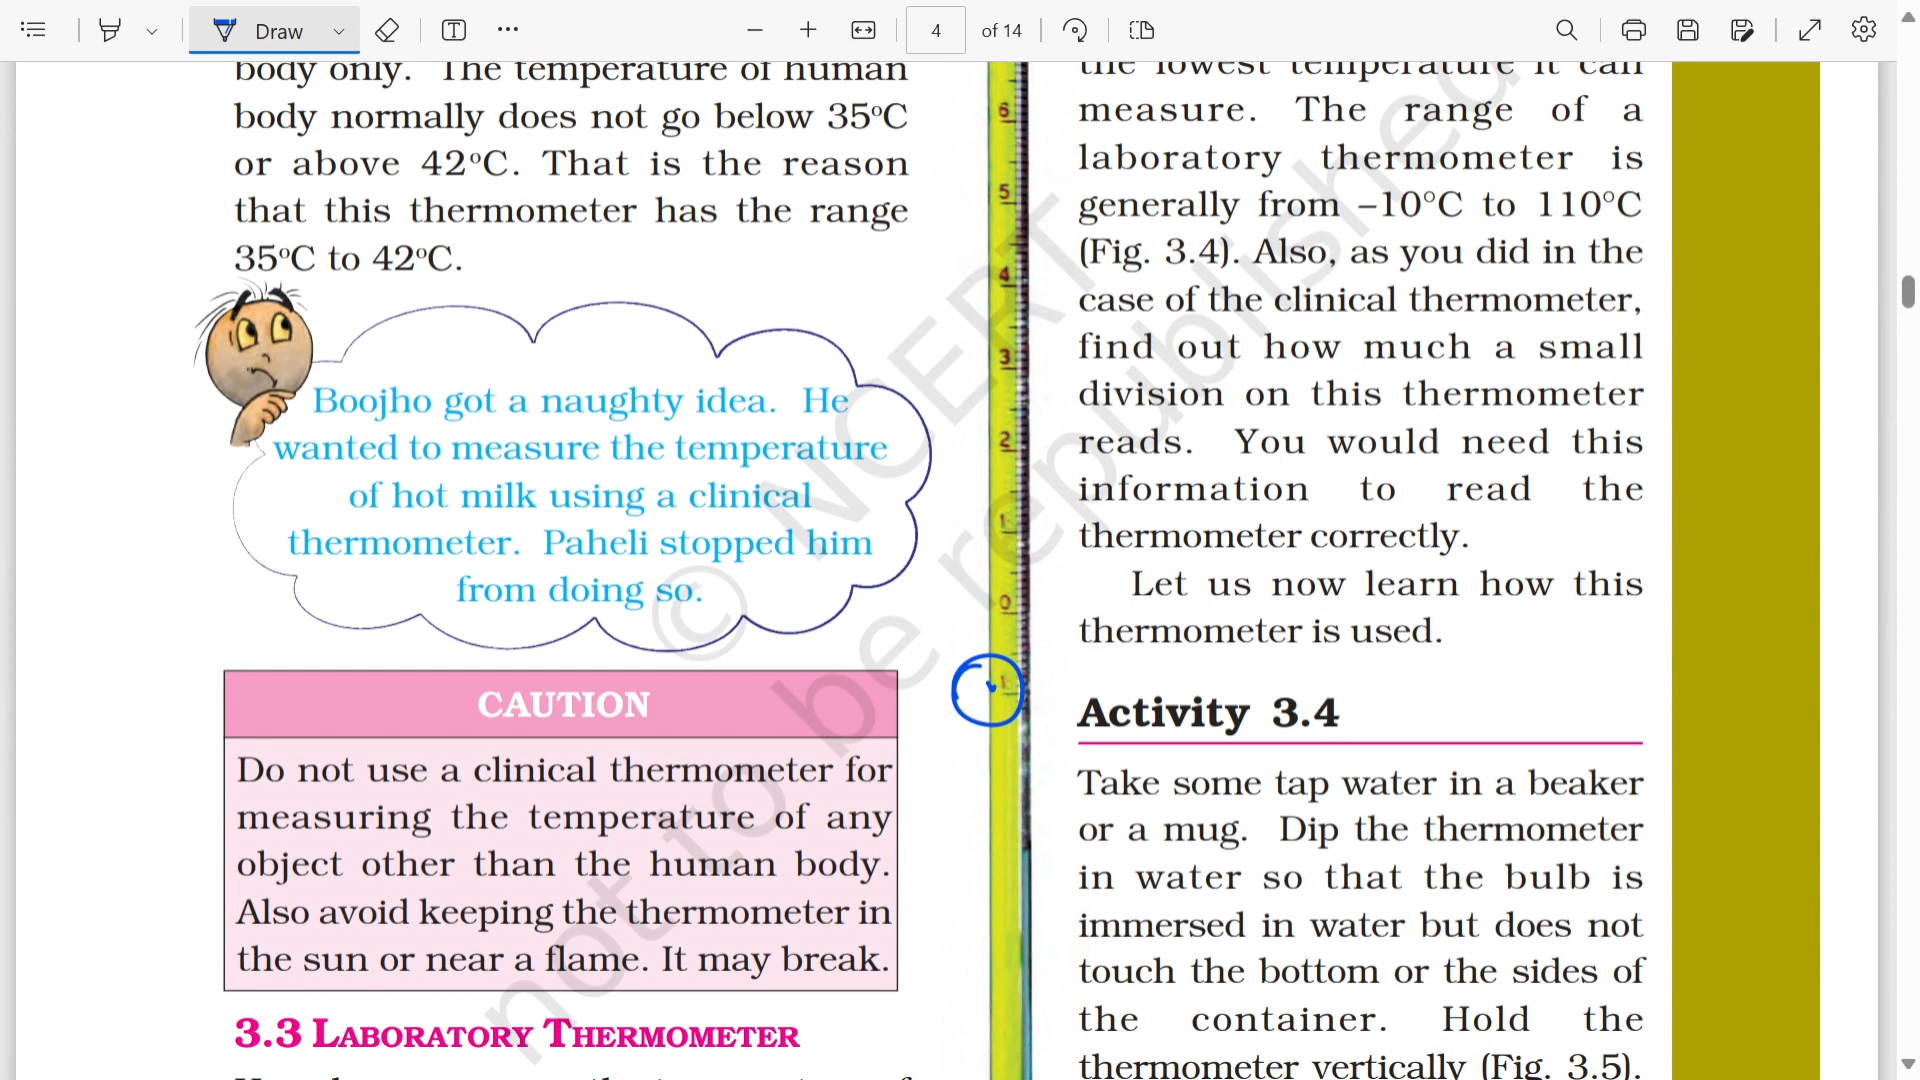 Draw
4 of 14
body only. The temperature of human
body normally does not go below 35°C
or above 42°C. That is the reason
that this thermometer has the range
35°C to 42°C.
Boojho got a naughty idea. He
wanted to measure the temperature
of hot milk using a clinical
thermometer. Paheli stopped him
from doing so.
CAUTION
Do not use a clinical thermometer for
measuring the temperature of any
object other than the human body.
Also avoid keeping the thermometer in
the sun or near a flame. It may break.
3.3 LABORATORY THERMOMETER
6
5
4
3
2
1
0
1
the lowest temperature it can
measure. The range of a
laboratory thermometer is
generally from –10°C to 110°C
(Fig. 3.4). Also, as you did in the
case of the clinical thermometer,
find out how much a small
division on this thermometer
reads. You would need this
information to read the
thermometer correctly.
Let us now learn how this
thermometer is used.
Activity 3.4
Take some tap water in a beaker
or a mug. Dip the thermometer
in water so that the bulb is
immersed in water but does not
touch the bottom or the sides of
the container. Hold the
thermometer vertically (Fig. 3.5).
© NCERT
not to be republished